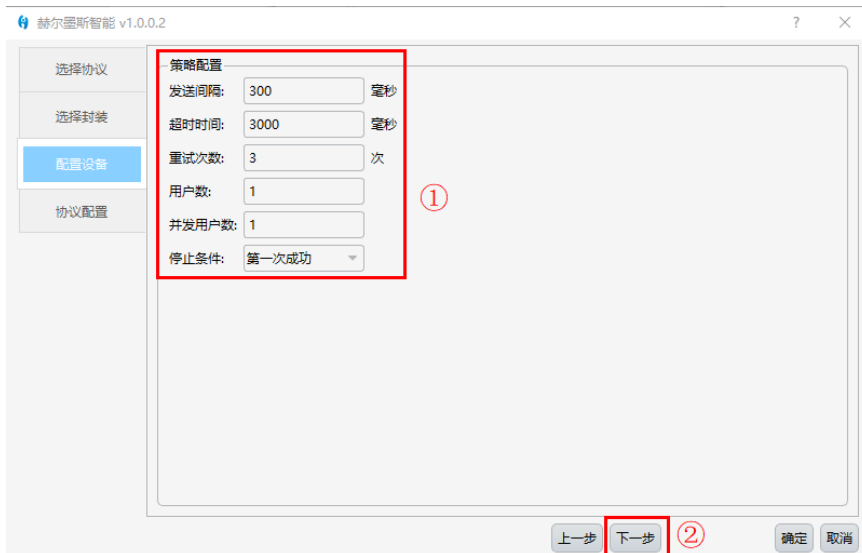 赫尔墨斯智能 v1.0.0.2
选择协议
选择封装
配置设备
协议配置
策略配置
发送间隔: 300 毫秒
超时时间: 3000 毫秒
重试次数: 3 次
用户数: 1
并发用户数: 1
停止条件: 第一次成功
①
上一步 下一步 ② 确定 取消